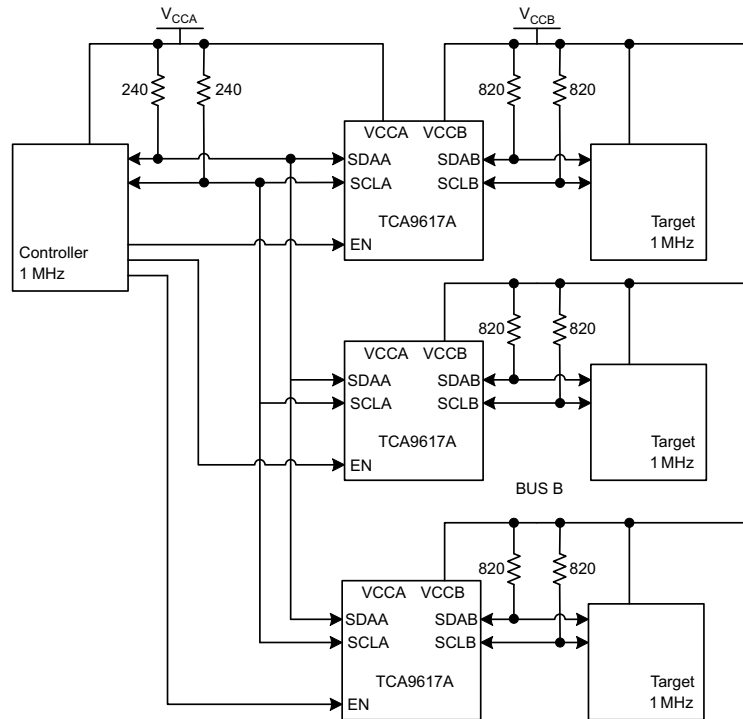 VCCA
VCCB
240
240
820
820
VCCA VCCB
SDAA
SDAB
SCLA
SCLB
TCA9617A
EN
Controller
1 MHz
Target
1 MHz
820
820
VCCA VCCB
SDAA
SDAB
SCLA
SCLB
TCA9617A
EN
Target
1 MHz
BUS B
820
820
VCCA VCCB
SDAA
SDAB
SCLA
SCLB
TCA9617A
EN
Target
1 MHz